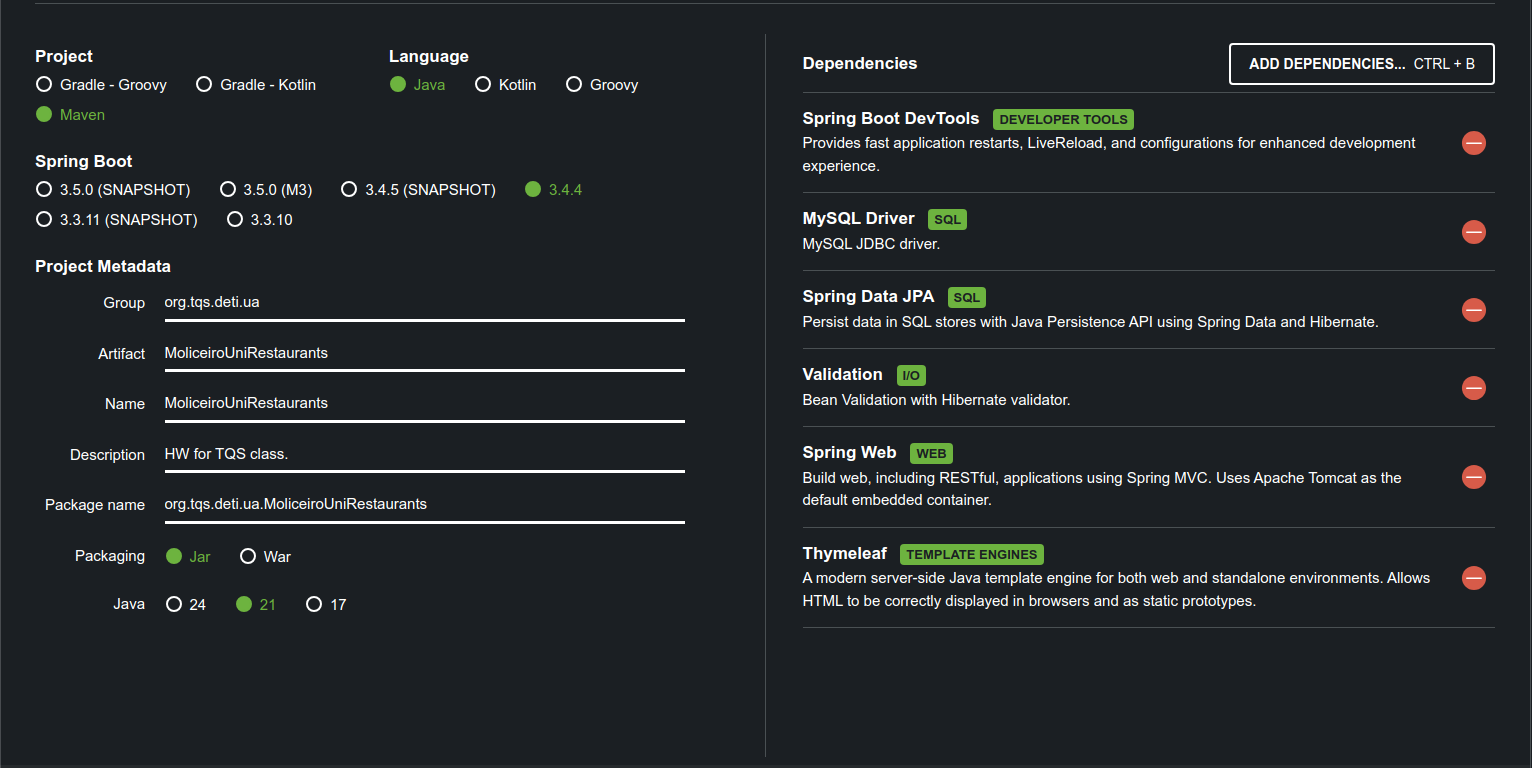 Project
Gradle - Groovy Gradle - Kotlin
Maven
Language
Java Kotlin Groovy
Spring Boot
3.5.0 (SNAPSHOT) 3.5.0 (M3) 3.4.5 (SNAPSHOT) 3.4.4
3.3.11 (SNAPSHOT) 3.3.10
Project Metadata
Group org.tqs.deti.ua
Artifact MoliceiroUniRestaurants
Name MoliceiroUniRestaurants
Description HW for TQS class.
Package name org.tqs.deti.ua.MoliceiroUniRestaurants
Packaging Jar War
Java 24 21 17
Dependencies ADD DEPENDENCIES... CTRL + B
Spring Boot DevTools DEVELOPER TOOLS
Provides fast application restarts, LiveReload, and configurations for enhanced development
experience.
MySQL Driver SQL
MySQL JDBC driver.
Spring Data JPA SQL
Persist data in SQL stores with Java Persistence API using Spring Data and Hibernate.
Validation I/O
Bean Validation with Hibernate validator.
Spring Web WEB
Build web, including RESTful, applications using Spring MVC. Uses Apache Tomcat as the
default embedded container.
Thymeleaf TEMPLATE ENGINES
A modern server-side Java template engine for both web and standalone environments. Allows
HTML to be correctly displayed in browsers and as static prototypes.